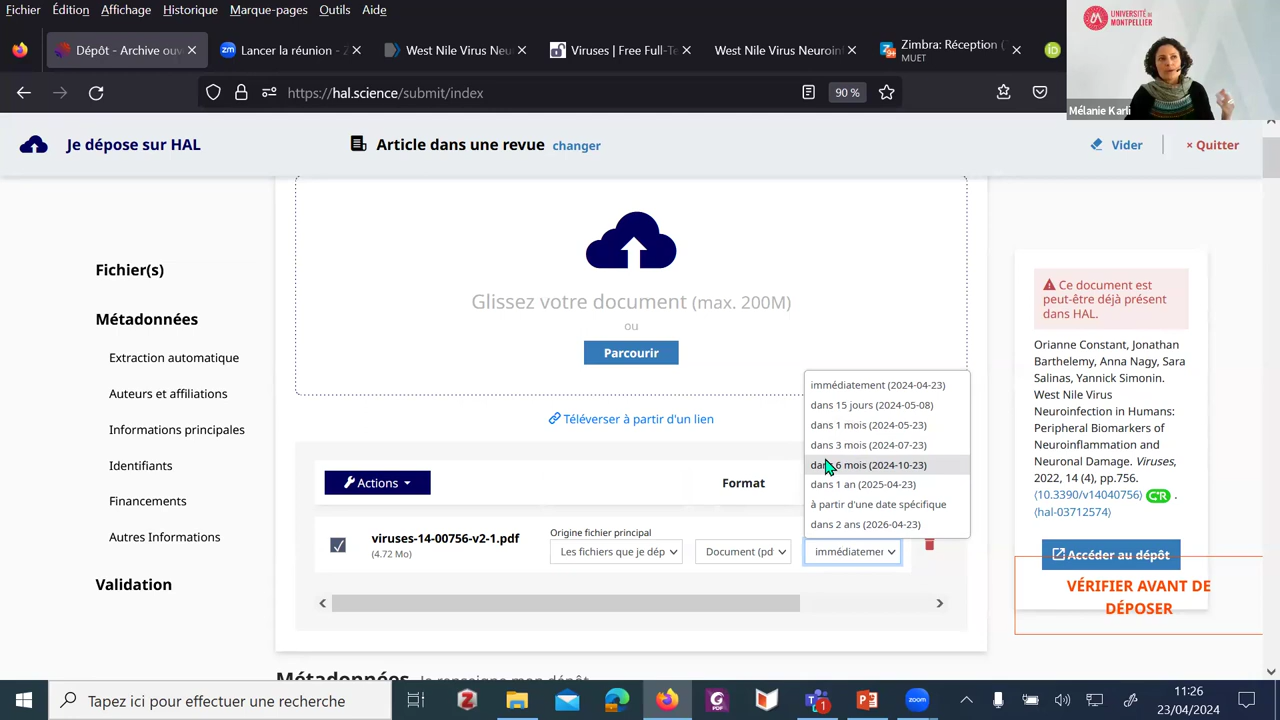 Fichier Édition Affichage Historique Marque-pages Outils Aide
UNIVERSITÉ DE MONTPELLIER
Dépôt - Archive ouv
Lancer la réunion - Z
West Nile Virus Neu
Viruses | Free Full-Te
West Nile Virus Neuroinf
Zimbra: Réception (
MUET
https://hal.science/submit/index
90 %
Mélanie Karli
Je dépose sur HAL
Article dans une revue changer
Vider
× Quitter
Fichier(s)
Métadonnées
Extraction automatique
Auteurs et affiliations
Informations principales
Identifiants
Financements
Autres Informations
Validation
Glissez votre document (max. 200M)
ou
Parcourir
Téléverser à partir d'un lien
Actions
Format
viruses-14-00756-v2-1.pdf
(4.72 Mo)
Origine fichier principal
Les fichiers que je dép
Document (pd
immédiatemer
immédiatement (2024-04-23)
dans 15 jours (2024-05-08)
dans 1 mois (2024-05-23)
dans 3 mois (2024-07-23)
dans 6 mois (2024-10-23)
dans 1 an (2025-04-23)
à partir d'une date spécifique
dans 2 ans (2026-04-23)
Ce document est
peut-être déjà présent
dans HAL.
Orianne Constant, Jonathan
Barthelemy, Anna Nagy, Sara
Salinas, Yannick Simonin.
West Nile Virus
Neuroinfection in Humans:
Peripheral Biomarkers of
Neuroinflammation and
Neuronal Damage. Viruses,
2022, 14 (4), pp.756.
⟨10.3390/v14040756⟩ .
⟨hal-03712574⟩
Accéder au dépôt
VÉRIFIER AVANT DE
DÉPOSER
Métadonnées Je renseigne mon dépôt
Tapez ici pour effectuer une recherche
1
zoom
11:26
23/04/2024